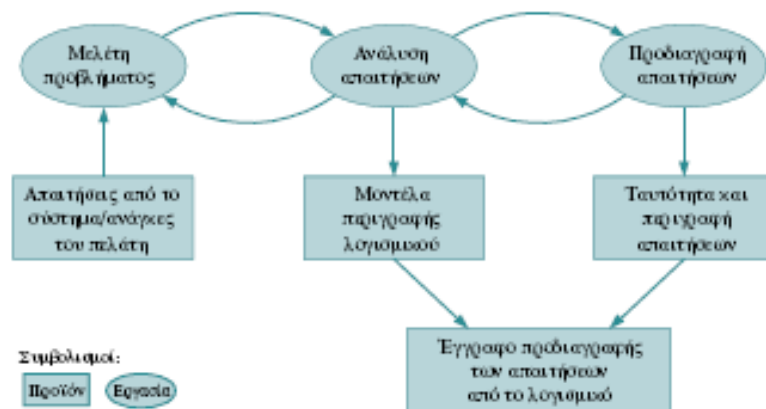 Μελέτη
προβλήματος
Ανάλυση
απαιτήσεων
Προδιαγραφή
απαιτήσεων
Απαιτήσεις από το
σύστημα/ανάγκες
του πελάτη
Μοντέλα
περιγραφής
λογισμικού
Ταυτότητα και
περιγραφή
απαιτήσεων
Έγγραφο προδιαγραφής
των απαιτήσεων
από το λογισμικό
Συμβολισμοί:
Προϊόν
Εργασία